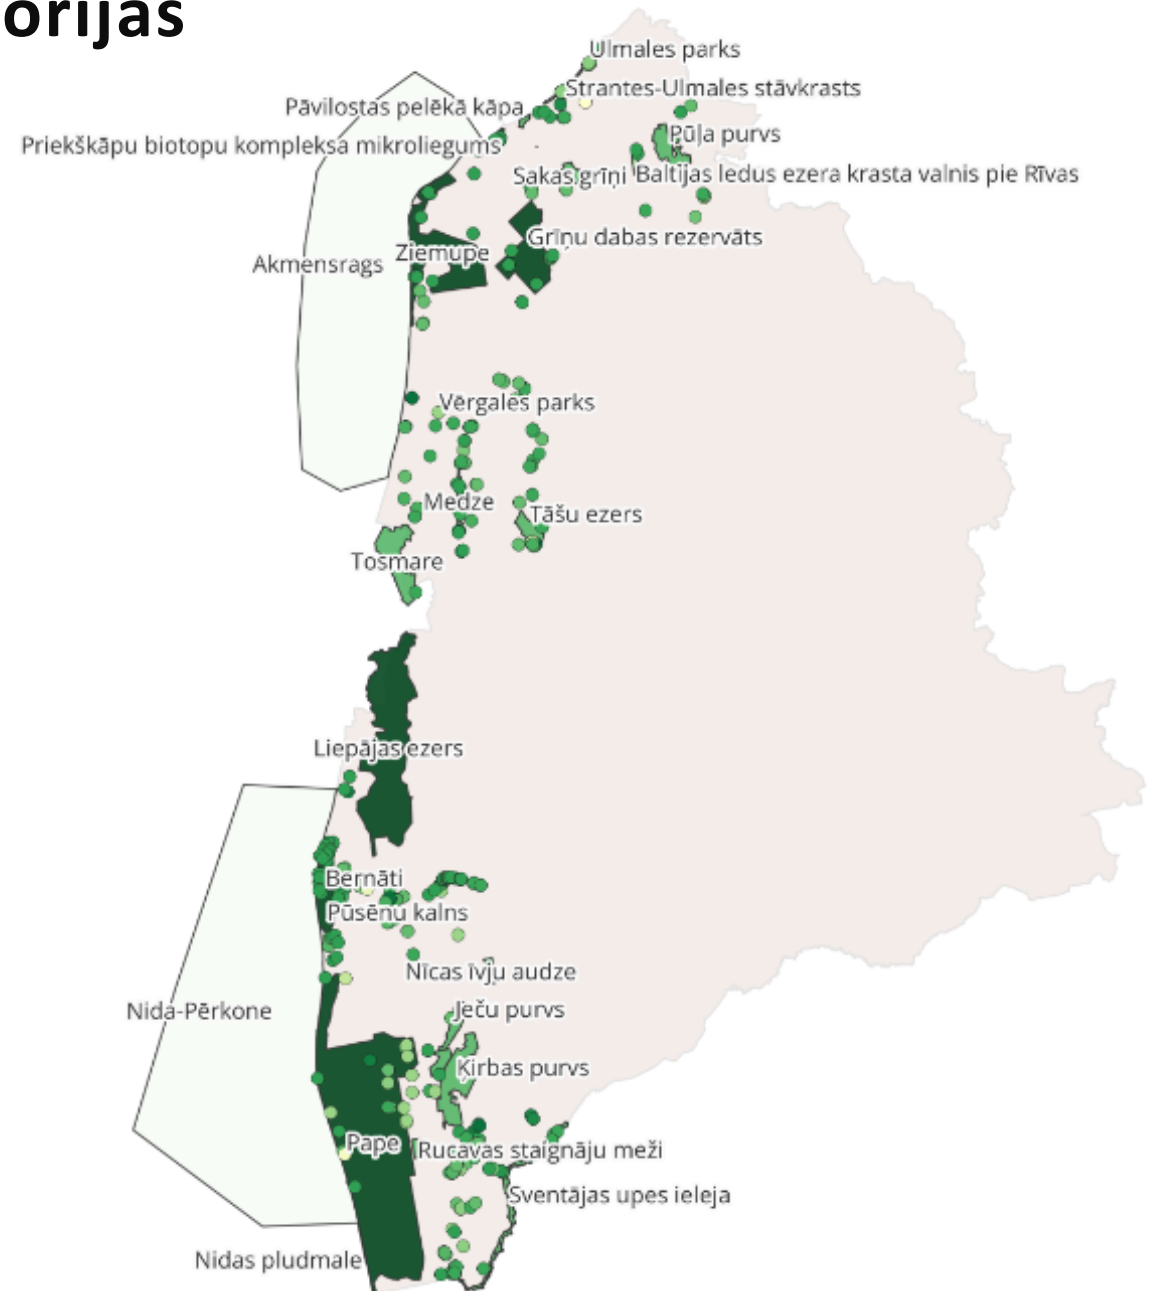 orijas
Ulmales parks
Strantes-Ulmales stāvkrasts
Pāvilostas pelēkā kāpa
Pūļa purvs
Priekškāpu biotopu kompleksa mikroliegums
Sakas grīņi
Baltijas ledus ezera krasta valnis pie Rīvas
Grīņu dabas rezervāts
Ziemupe
Akmensrags
Vērgales parks
Medze
Tāšu ezers
Tosmare
Liepājas ezers
Bernāti
Pūsēnu kalns
Nīcas īvju audze
Nida-Pērkone
Ječu purvs
Ķirbas purvs
Pape
Rucavas staignāju meži
Sventājas upes ieleja
Nidas pludmale